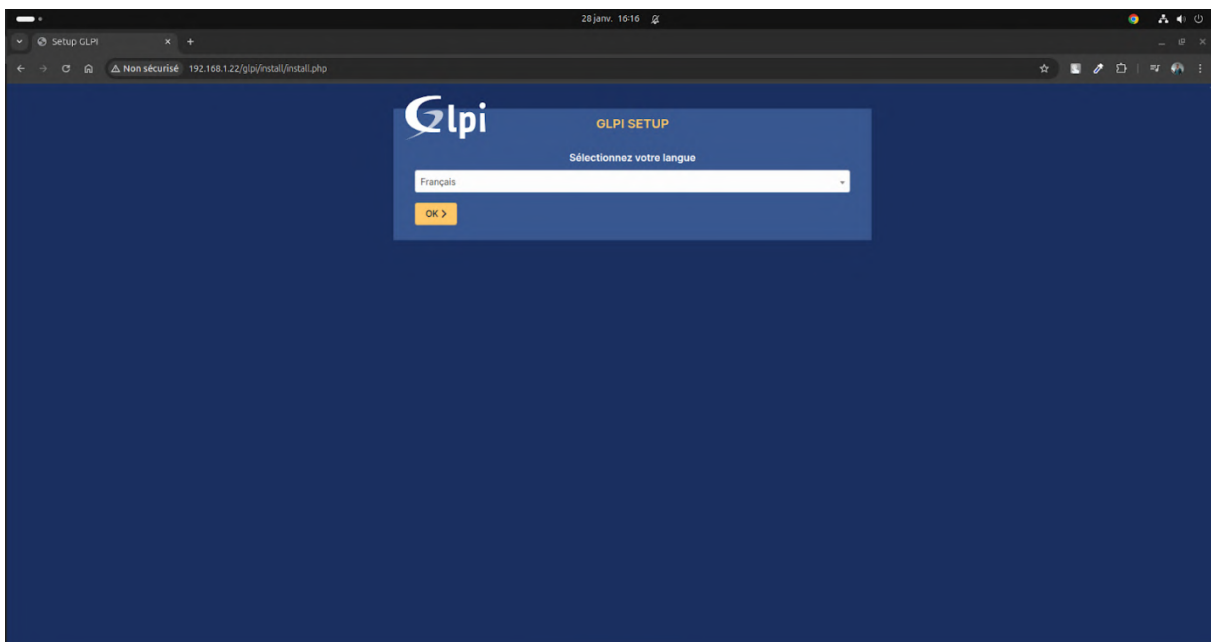 28 janv. 16:16
Setup GLPI
Non sécurisé 192.168.1.22/glpi/install/install.php
Glpi
GLPI SETUP
Sélectionnez votre langue
Français
OK